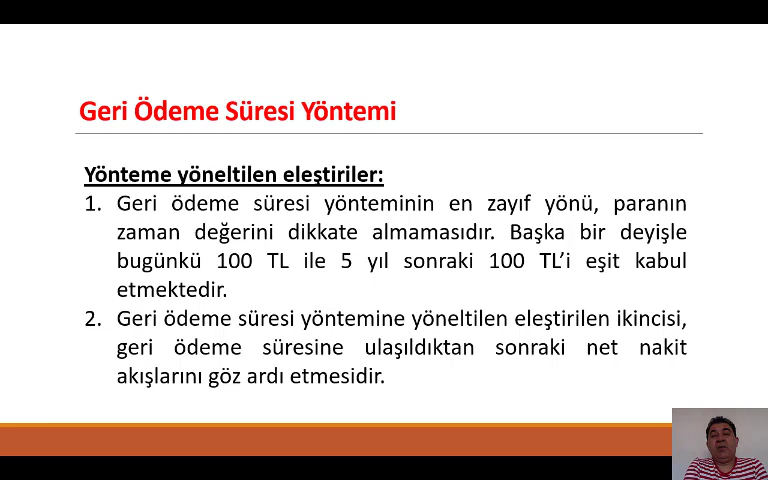 Geri Ödeme Süresi Yöntemi
Yönteme yöneltilen eleştiriler:
1. Geri ödeme süresi yönteminin en zayıf yönü, paranın
zaman değerini dikkate almamasıdır. Başka bir deyişle
bugünkü 100 TL ile 5 yıl sonraki 100 TL’i eşit kabul
etmektedir.
2. Geri ödeme süresi yöntemine yöneltilen eleştirilen ikincisi,
geri ödeme süresine ulaşıldıktan sonraki net nakit
akışlarını göz ardı etmesidir.